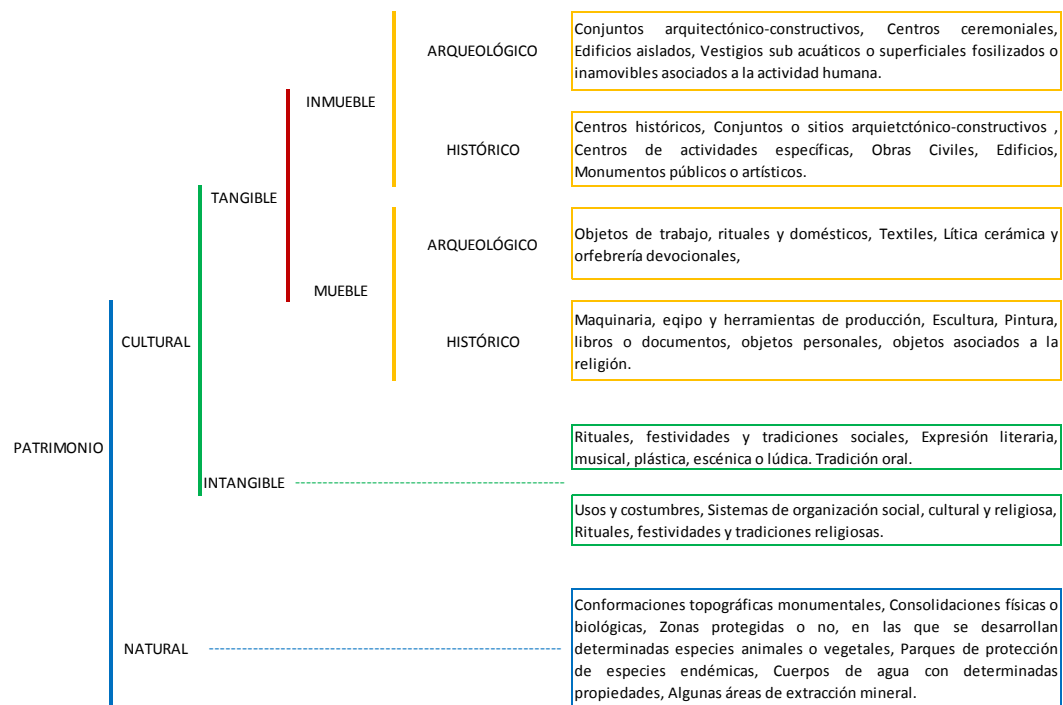 Conjuntos arquitectónico-constructivos, Centros ceremoniales,
ARQUEOLÓGICO
Edificios aislados, Vestigios sub acuáticos o superficiales fosilizados o
inamovibles asociados a la actividad humana.
INMUEBLE
Centros históricos, Conjuntos o sitios arquietctónico-constructivos ,
HISTÓRICO
Centros de actividades específicas, Obras Civiles, Edificios,
Monumentos públicos o artísticos.
TANGIBLE
ARQUEOLÓGICO
Objetos de trabajo, rituales y domésticos, Textiles, Lítica cerámica y
orfebrería devocionales,
MUEBLE
Maquinaria, eqipo y herramientas de producción, Escultura, Pintura,
CULTURAL
HISTÓRICO
libros o documentos, objetos personales, objetos asociados a la
religión.
Rituales, festividades y tradiciones sociales, Expresión literaria,
PATRIMONIO
musical, plástica, escénica o lúdica. Tradición oral.
INTANGIBLE
Usos y costumbres, Sistemas de organización social, cultural y religiosa,
Rituales, festividades y tradiciones religiosas.
Conformaciones topográficas monumentales, Consolidaciones físicas o
biológicas, Zonas protegidas o no, en las que se desarrollan
NATURAL
determinadas especies animales o vegetales, Parques de protección
de especies endémicas, Cuerpos de agua con determinadas
propiedades, Algunas áreas de extracción mineral.